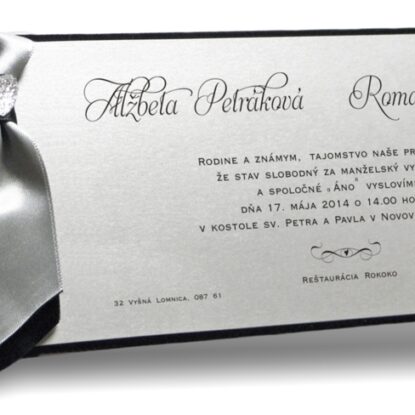 Alžbeta Petráková Roma
Rodine a známym, tajomstvo naše pr
že stav slobodný za manželský vy
a spoločné „Áno“ vyslovím
dňa 17. mája 2014 o 14.00 ho
v kostole sv. Petra a Pavla v Novov
Reštaurácia Rokoko
32 Vyšná Lomnica, 087 61